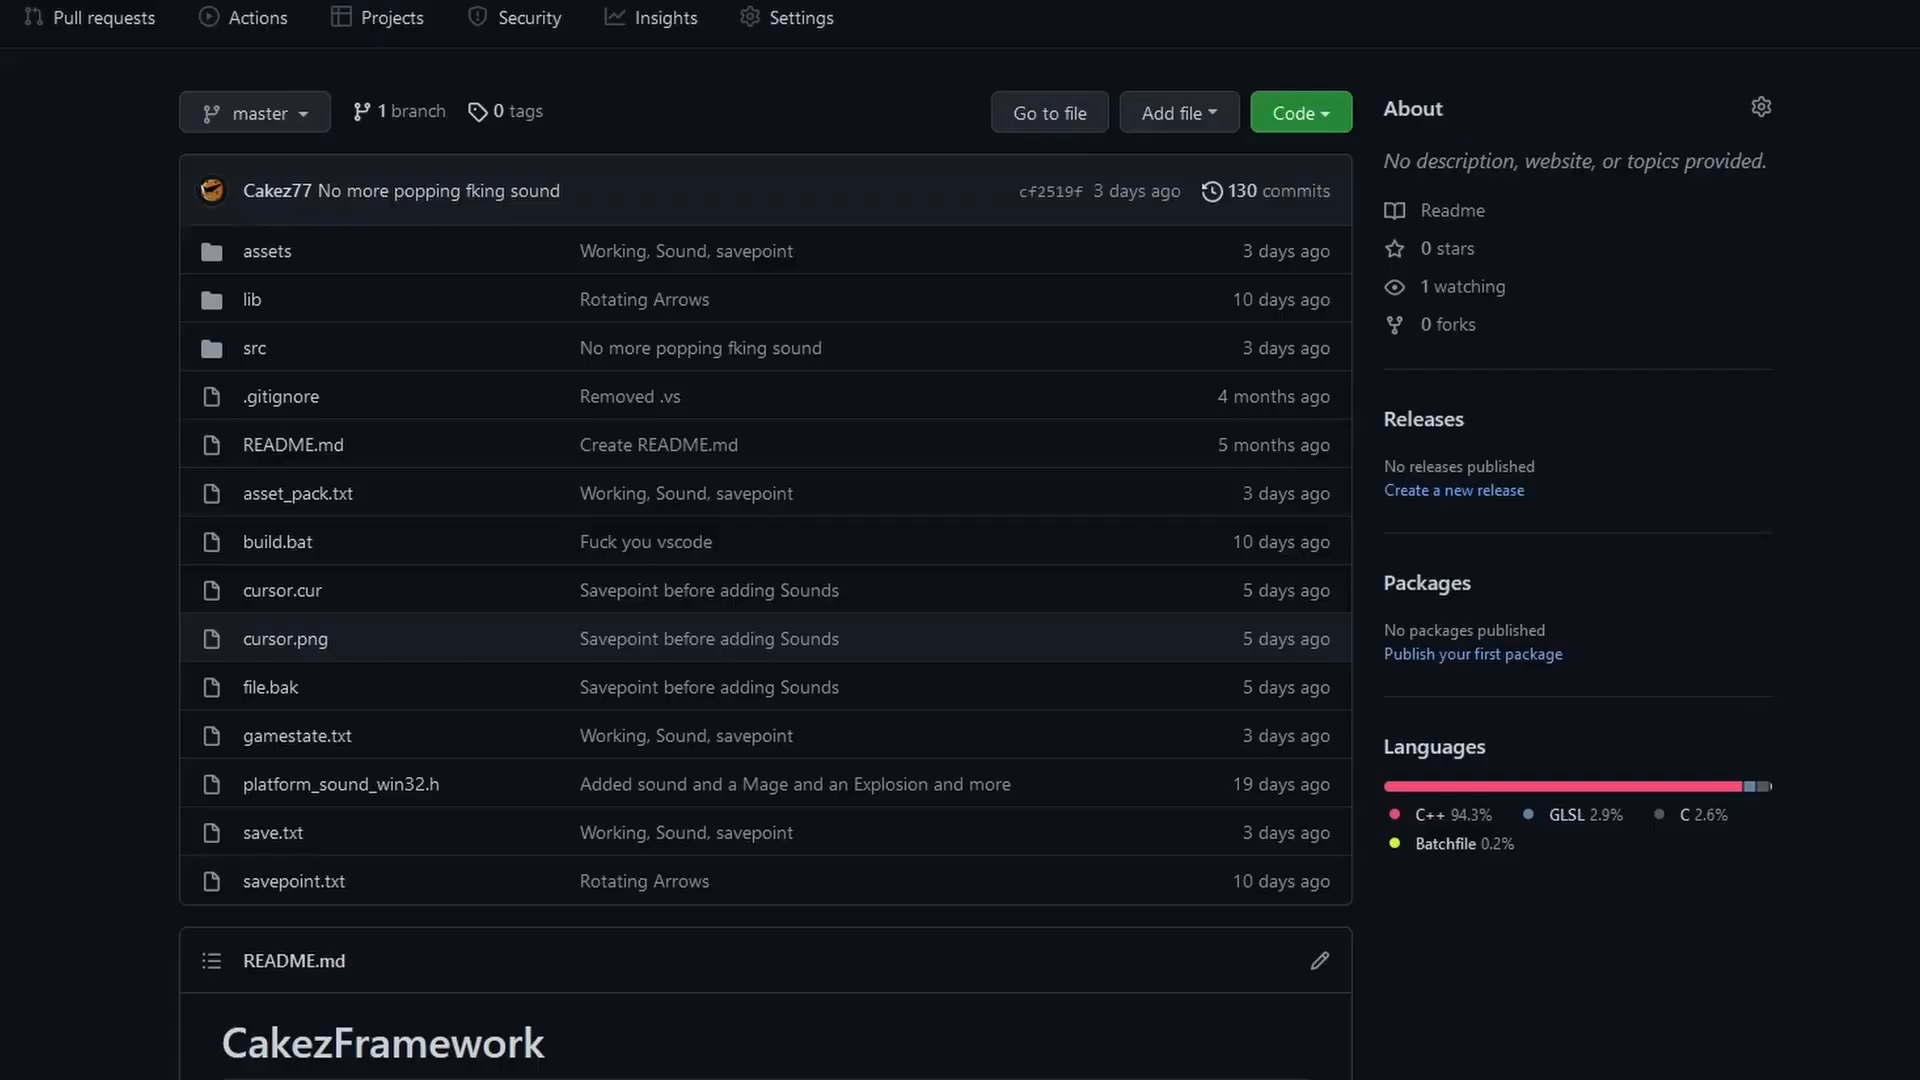 Pull requests Actions Projects Security Insights Settings
master 1 branch 0 tags Go to file Add file Code
Cakez77 No more popping fking sound cf2519f 3 days ago 130 commits
assets Working, Sound, savepoint 3 days ago
lib Rotating Arrows 10 days ago
src No more popping fking sound 3 days ago
.gitignore Removed .vs 4 months ago
README.md Create README.md 5 months ago
asset_pack.txt Working, Sound, savepoint 3 days ago
build.bat Fuck you vscode 10 days ago
cursor.cur Savepoint before adding Sounds 5 days ago
cursor.png Savepoint before adding Sounds 5 days ago
file.bak Savepoint before adding Sounds 5 days ago
gamestate.txt Working, Sound, savepoint 3 days ago
platform_sound_win32.h Added sound and a Mage and an Explosion and more 19 days ago
save.txt Working, Sound, savepoint 3 days ago
savepoint.txt Rotating Arrows 10 days ago
README.md
CakezFramework
About
No description, website, or topics provided.
Readme
0 stars
1 watching
0 forks
Releases
No releases published
Create a new release
Packages
No packages published
Publish your first package
Languages
C++ 94.3% GLSL 2.9% C 2.6%
Batchfile 0.2%